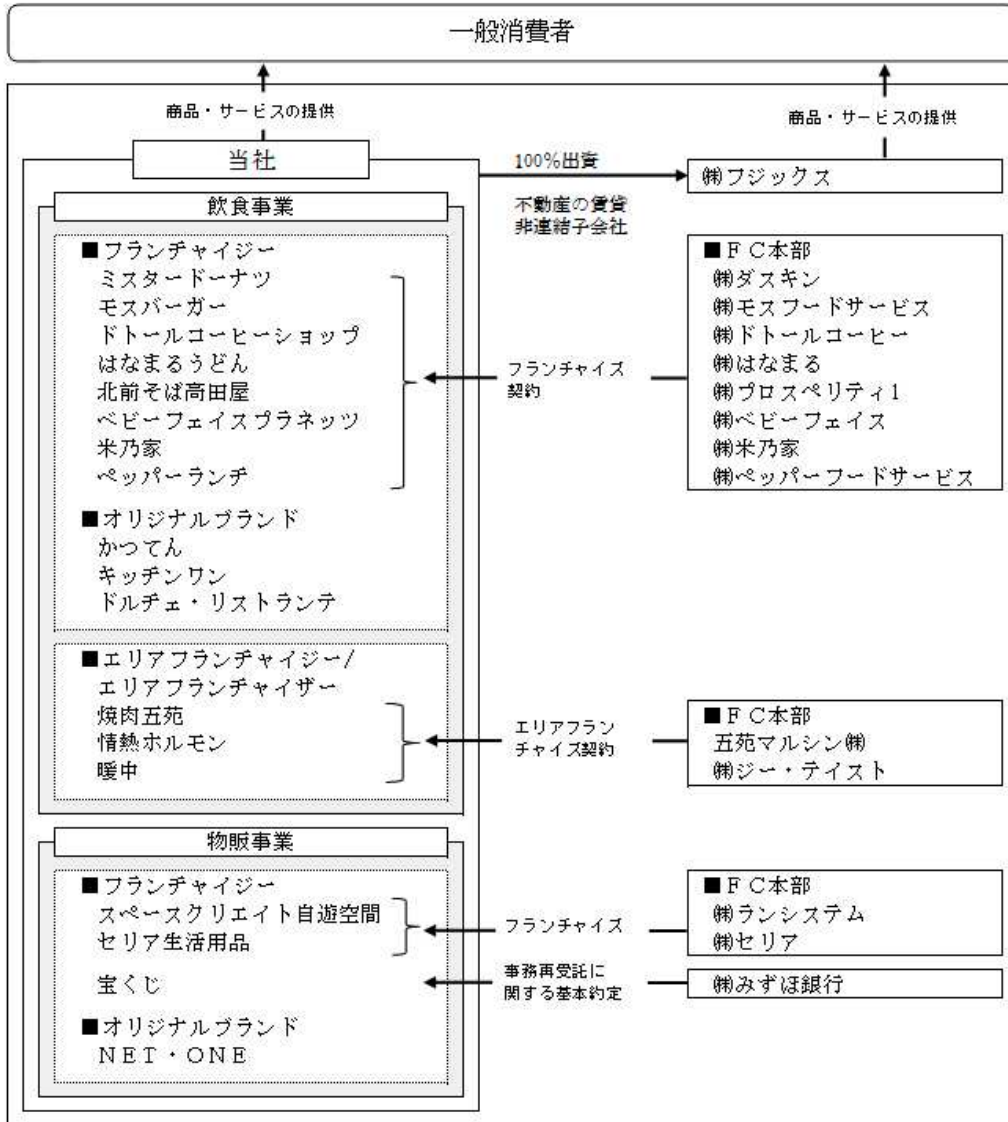 一般消費者
商品・サービスの提供
商品・サービスの提供
当社
100%出資
㈱フジックス
不動産の賃貸
非連結子会社
飲食事業
■フランチャイジー
ミスタードーナツ
モスバーガー
ドトールコーヒーショップ
はなまるうどん
北前そば高田屋
ベビーフェイスプラネッツ
米乃家
ペッパーランチ
フランチャイズ
契約
■FC本部
㈱ダスキン
㈱モスフードサービス
㈱ドトールコーヒー
㈱はなまる
㈱プロスペリティ1
㈱ベビーフェイス
㈱米乃家
㈱ペッパーフードサービス
■オリジナルブランド
かつてん
キッチンワン
ドルチェ・リストランテ
■エリアフランチャイジー/
エリアフランチャイザー
焼肉五苑
情熱ホルモン
暖中
エリアフラン
チャイズ契約
■FC本部
五苑マルシン㈱
㈱ジー・テイスト
物販事業
■フランチャイジー
スペースクリエイト自遊空間
セリア生活用品
フランチャイズ
■FC本部
㈱ランシステム
㈱セリア
宝くじ
事務再受託に
関する基本約定
㈱みずほ銀行
■オリジナルブランド
NET・ONE